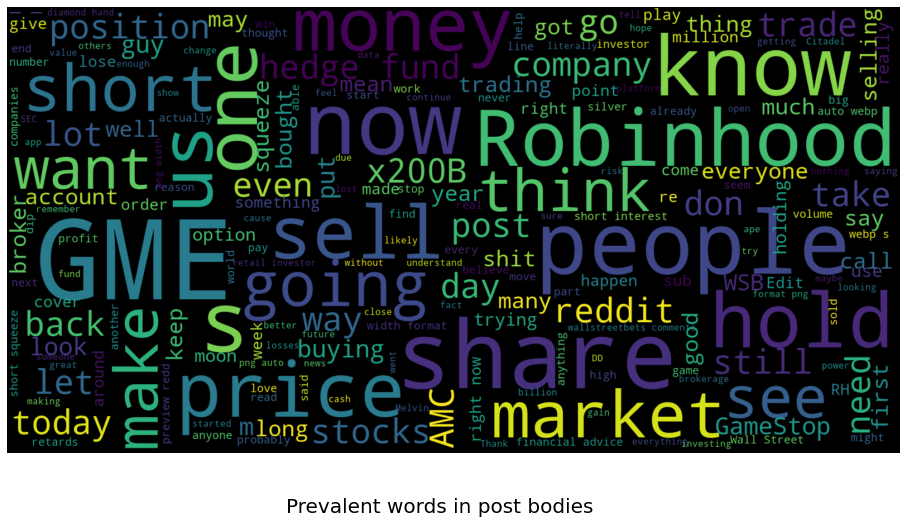 diamond hand
win
help
tell
give
position
may
money
got
go
play
thing
trade
end
others
thought
change
guy
hope
million
number
value
enough
line
literally
investor
getting
Citadel
really
lose
hedge fund
company
know
selling
short
one
mean
work
able
data
trading
point
SEC
app
actually
squeeze
bought
feel
start
continue
never
right
silver
already
open
big
companies
lot
well
us
now
Robinhood
much
auto webp
png width
due
show
platform
want
reason
x200B
come
everyone
risk
nothing
saying
account
even
put
lost
made
stop
year
think
re
seem
don
take
order
something
real
sure
short interest
volume
broker
dip
remember
cause
find
post
holding
ape
webp s
say
GME
sell
people
profit
option
pay
likely
every
shit
happen
try
maybe
call
next
fund
world
retail investor
without
understand
believe
move
sub
WSB
Edit
use
looking
cover
going
day
part
format png
s
close
fact
many
reddit
hold
sold
back
another
make
keep
week
better
future
way
width format
trying
wallstreetbets comment
good
look
moon
losses
news
buying
share
anything
DD
game
still
power
short squeeze
someone
great
around
png auto
went
right now
high
brokerage
RH
need
first
let
making
price
love
read
said
cash
Melvin
AMC
billion
see
today
preview redd
started
m
long
stocks
market
gain
GameStop
might
retards
anyone
probably
Thank
financial advice
everything
investing
Wall Street
Prevalent words in post bodies